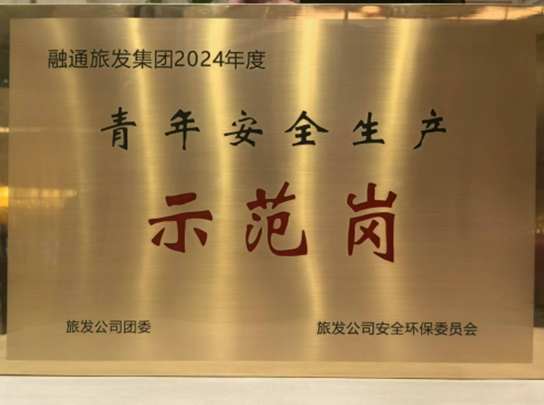 融通旅发集团2024年度
青年安全生产
示范岗
旅发公司团委 旅发公司安全环保委员会